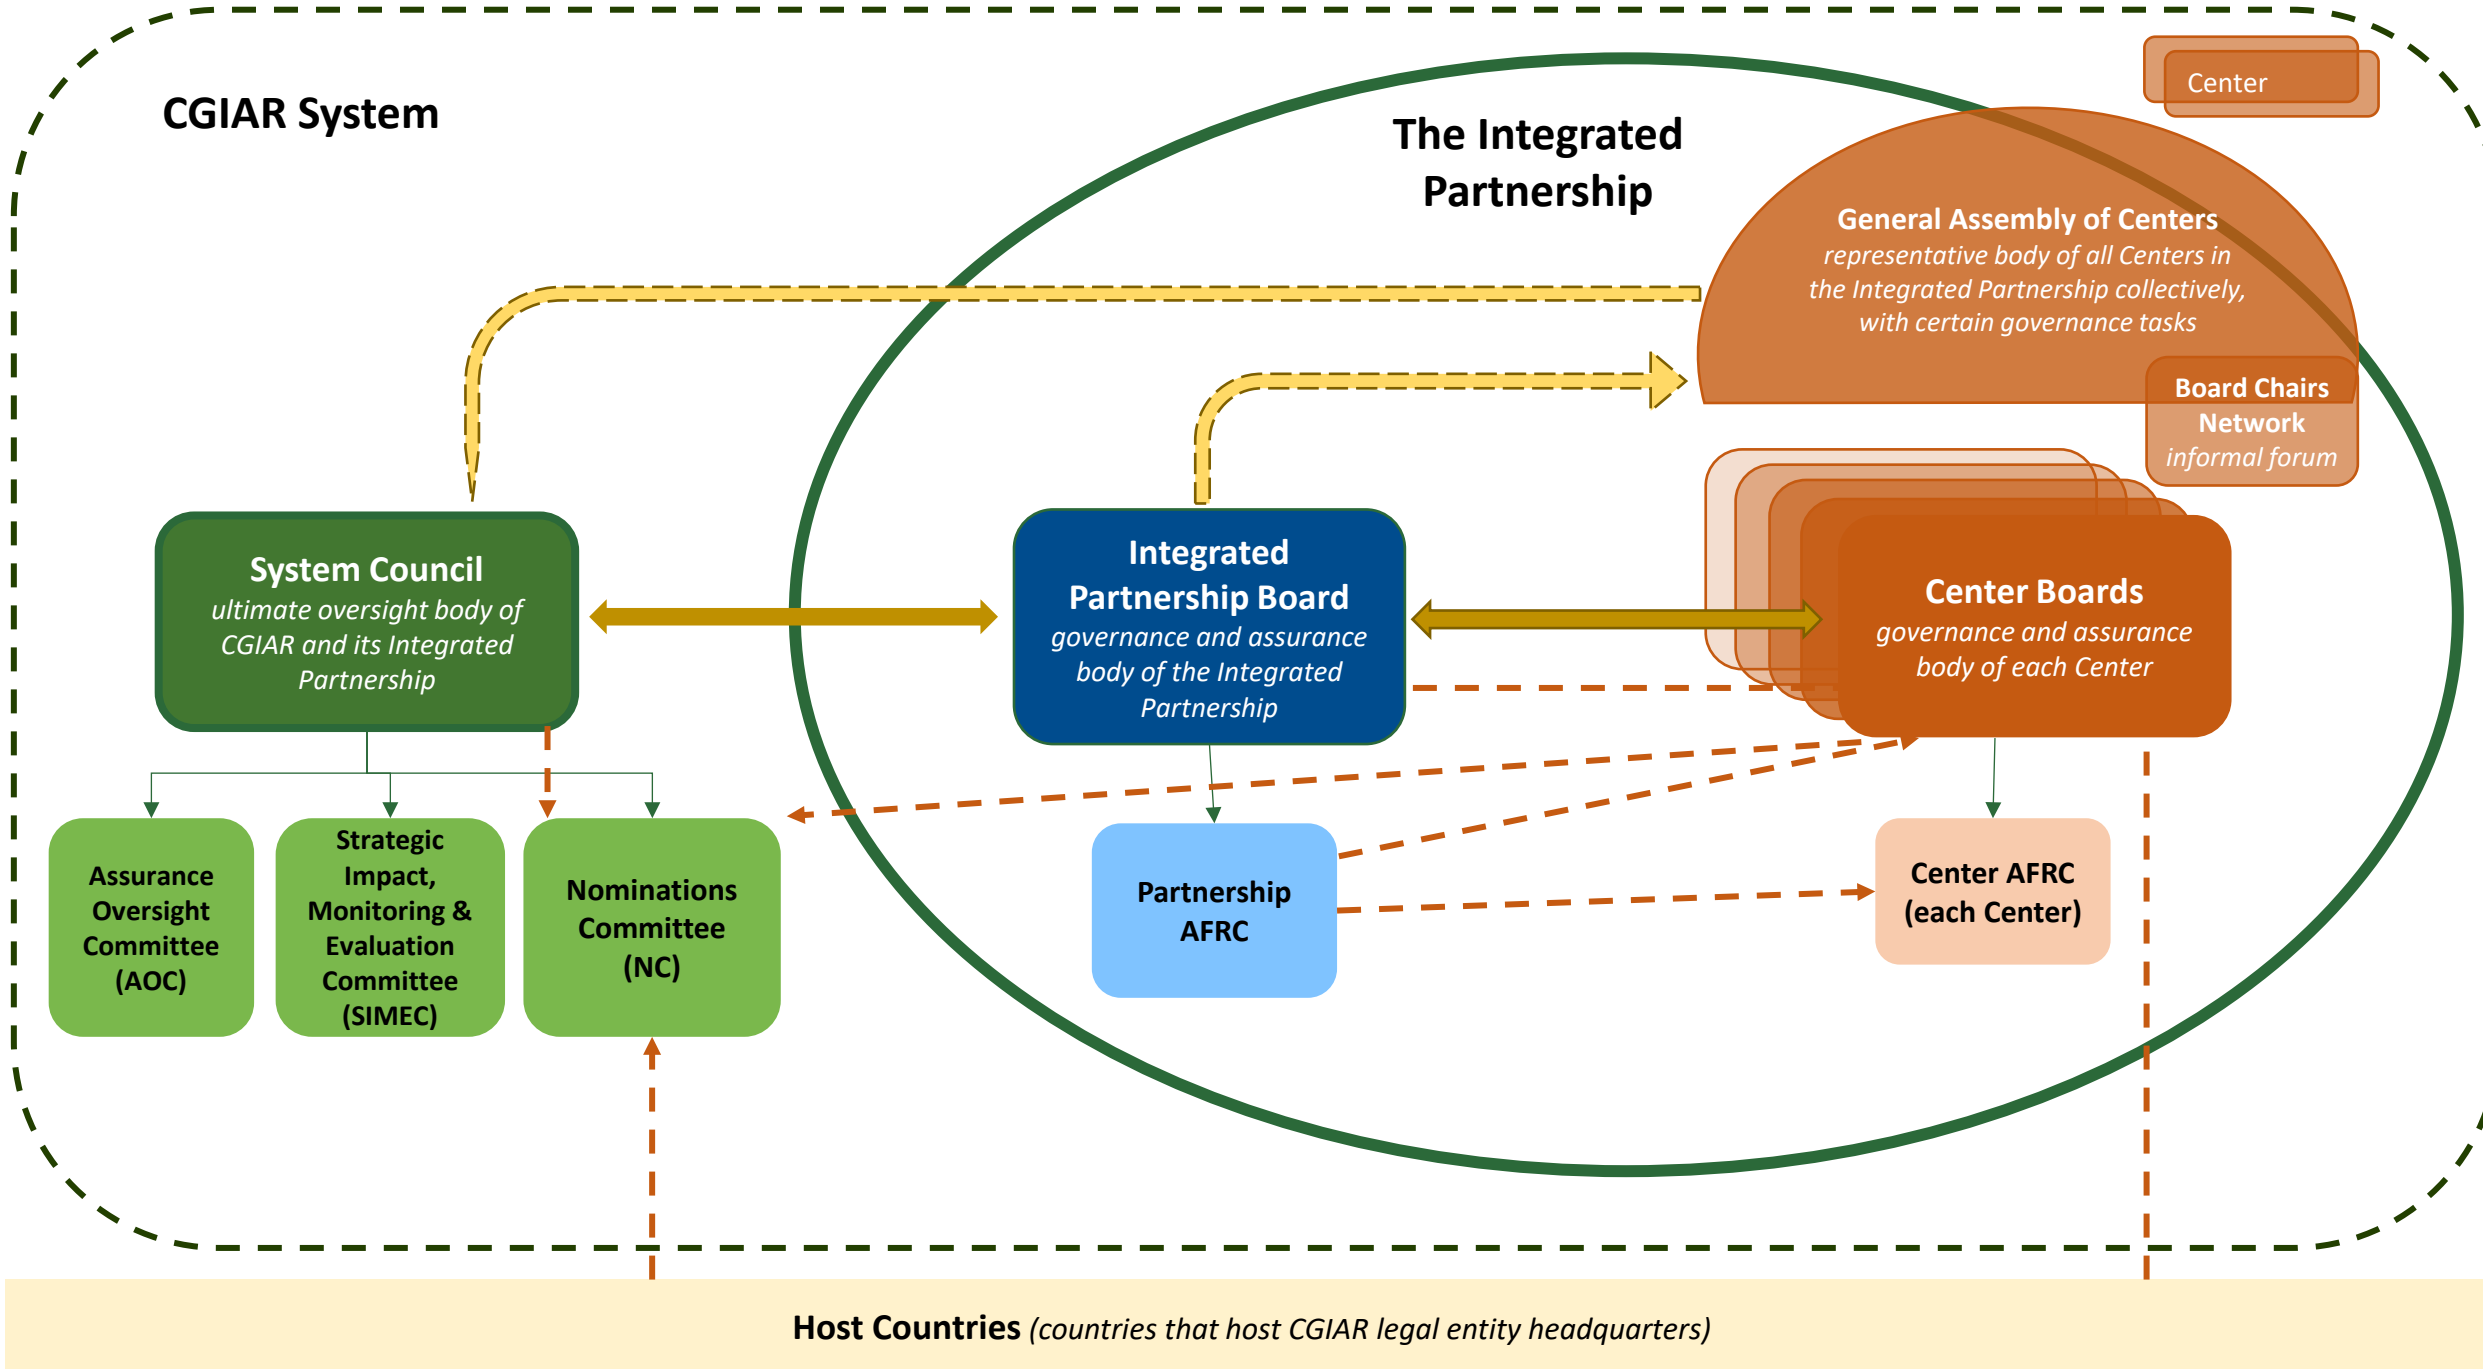 CGIAR System
The Integrated
Partnership
Center
General Assembly of Centers
representative body of all Centers in
the Integrated Partnership collectively,
with certain governance tasks
Board Chairs
Network
informal forum
System Council
ultimate oversight body of
CGIAR and its Integrated
Partnership
Integrated
Partnership Board
governance and assurance
body of the Integrated
Partnership
Center Boards
governance and assurance
body of each Center
Assurance
Oversight
Committee
(AOC)
Strategic
Impact,
Monitoring &
Evaluation
Committee
(SIMEC)
Nominations
Committee
(NC)
Partnership
AFRC
Center AFRC
(each Center)
Host Countries (countries that host CGIAR legal entity headquarters)